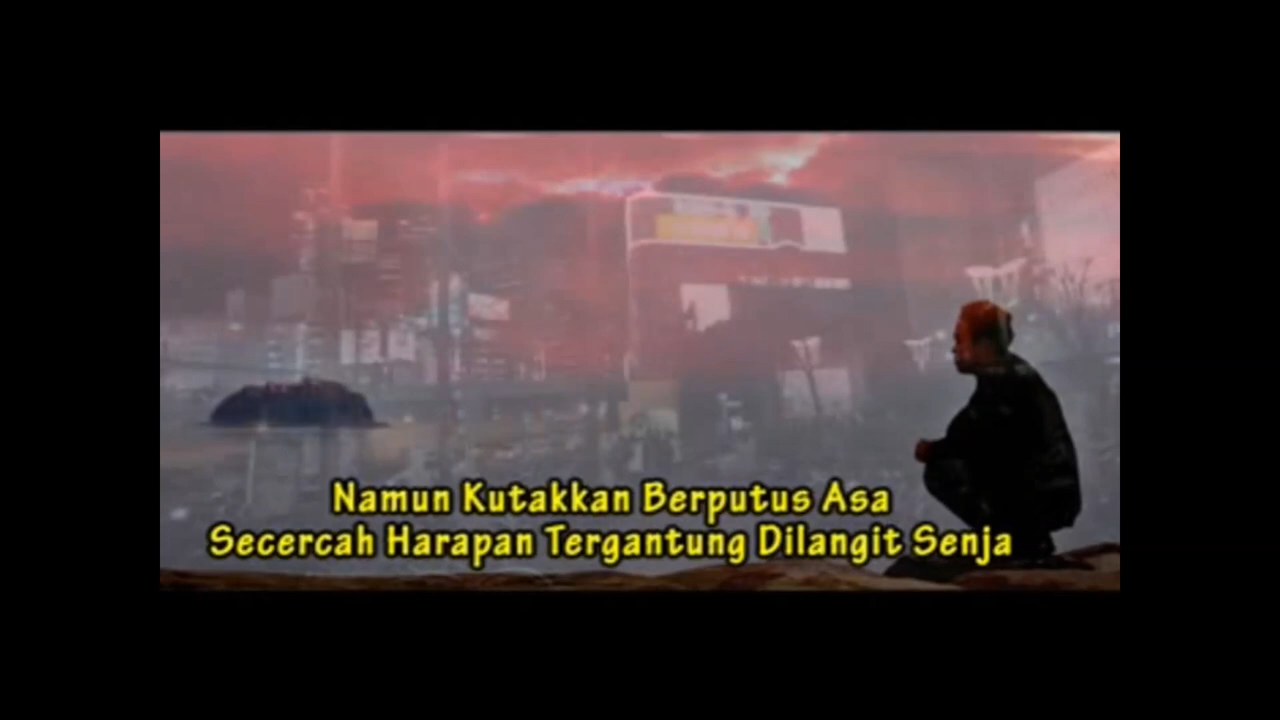 Namun Kutakkan Berputus Asa
Secercah Harapan Tergantung Dilangit Senja